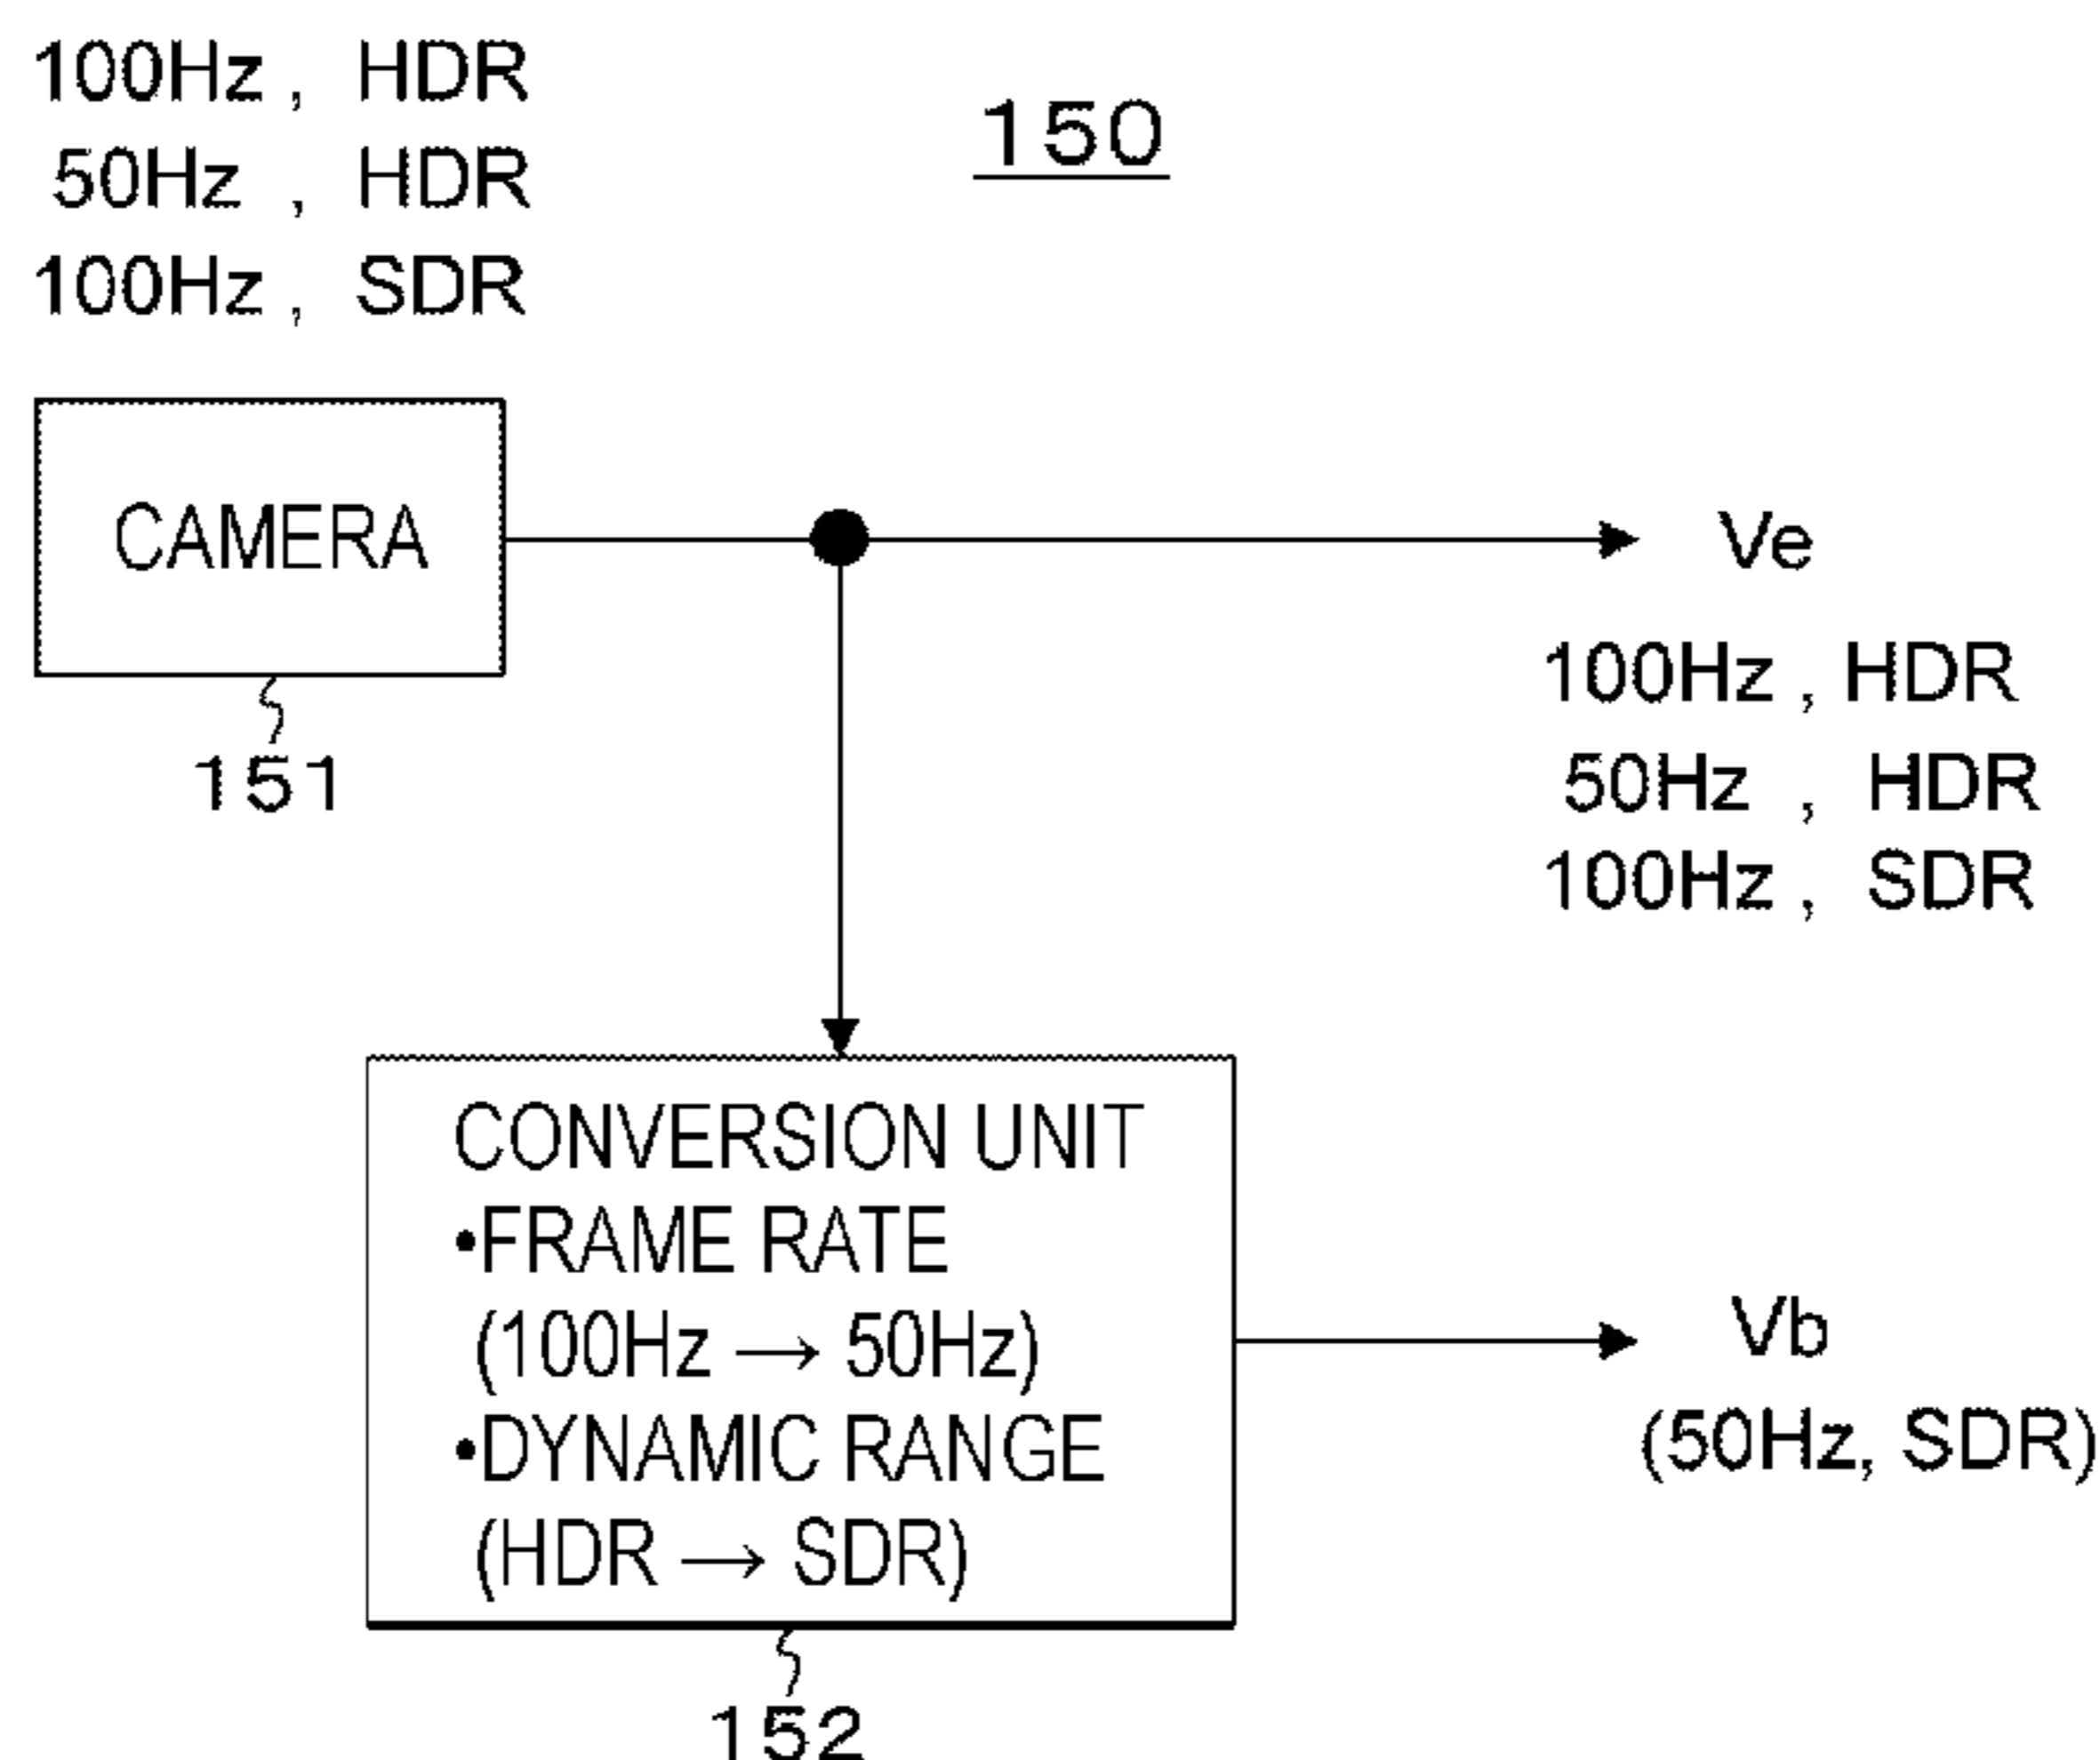 100Hz , HDR
50Hz , HDR
100Hz , SDR
150
CAMERA
151
Ve
100Hz , HDR
50Hz , HDR
100Hz , SDR
CONVERSION UNIT
•FRAME RATE
(100Hz → 50Hz)
•DYNAMIC RANGE
(HDR → SDR)
152
Vb
(50Hz, SDR)